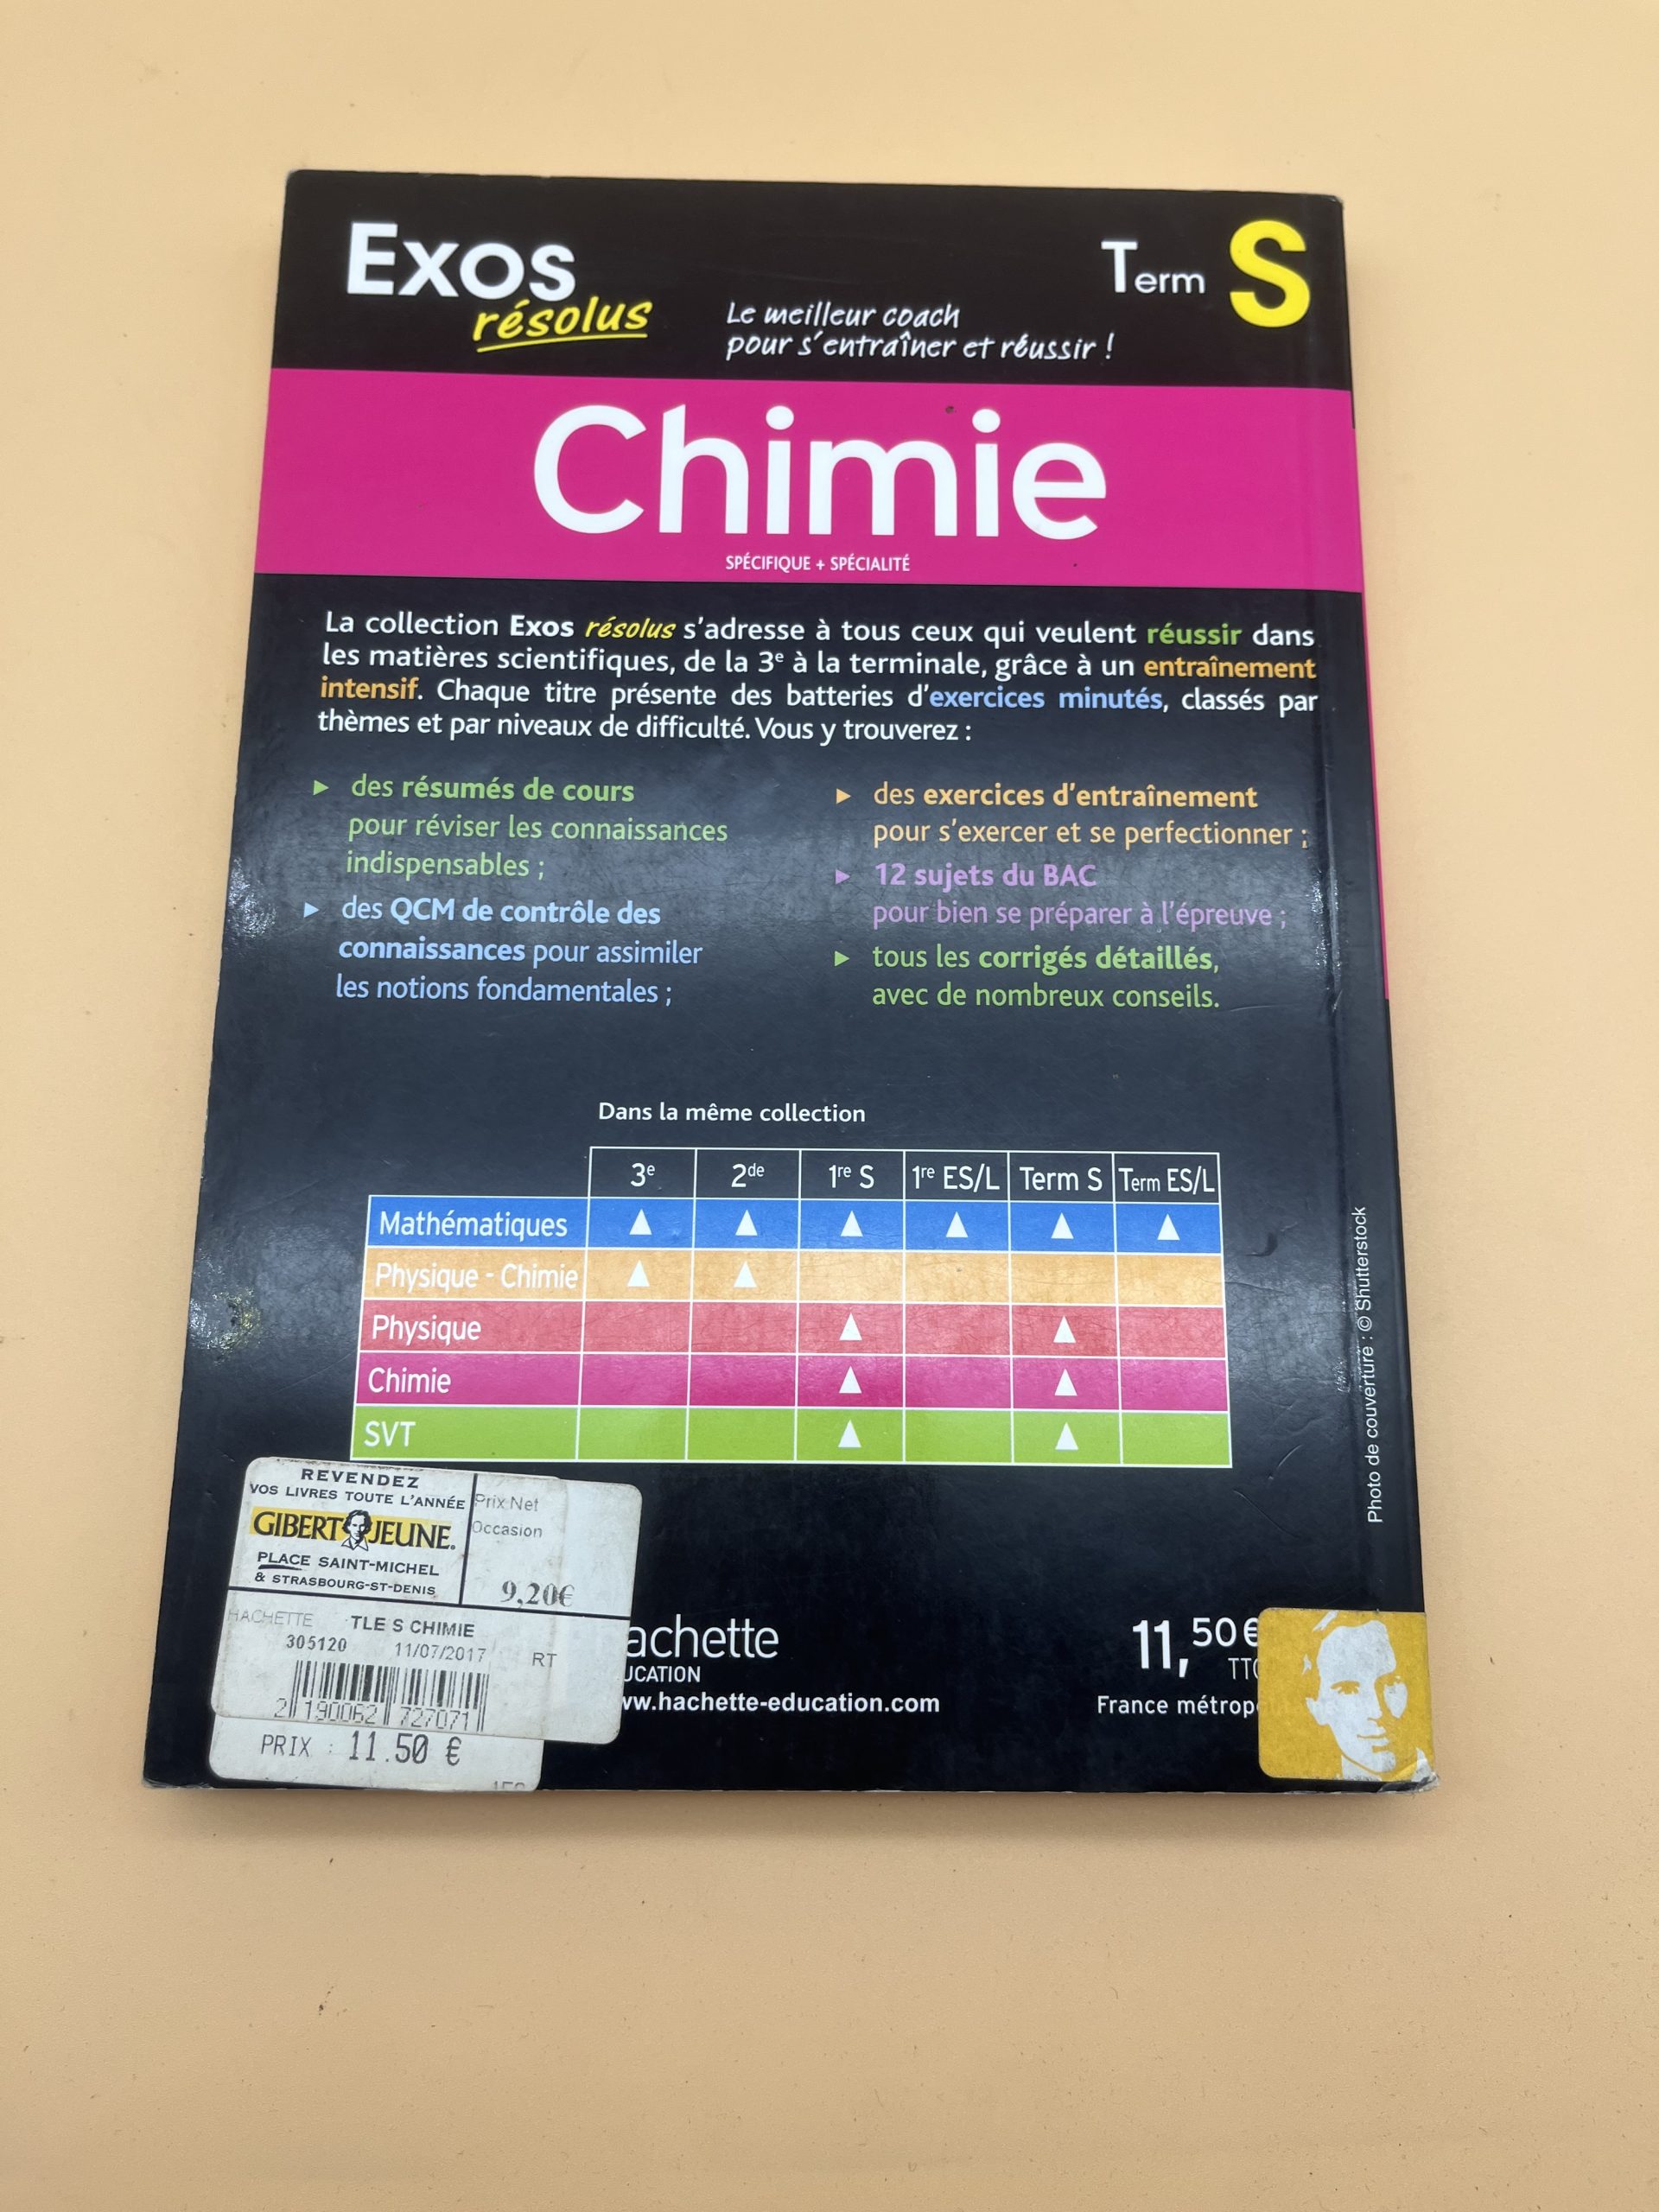 Exos
résolus
Le meilleur coach
pour s'entraîner et réussir !
Term S
Chimie
SPÉCIFIQUE + SPÉCIALITÉ
La collection Exos résolus s'adresse à tous ceux qui veulent réussir dans
les matières scientifiques, de la 3e à la terminale, grâce à un entraînement
intensif. Chaque titre présente des batteries d'exercices minutés, classés par
thèmes et par niveaux de difficulté. Vous y trouverez :
► des résumés de cours
pour réviser les connaissances
indispensables ;
► des QCM de contrôle des
connaissances pour assimiler
les notions fondamentales ;
► des exercices d'entraînement
pour s'exercer et se perfectionner ;
► 12 sujets du BAC
pour bien se préparer à l'épreuve ;
► tous les corrigés détaillés,
avec de nombreux conseils.
Dans la même collection
3e 2de 1re S 1re ES/L Term S Term ES/L
Mathématiques ▲ ▲ ▲ ▲ ▲ ▲
Physique - Chimie ▲ ▲
Physique ▲ ▲
Chimie ▲ ▲
SVT ▲ ▲
Photo de couverture : © Shutterstock
REVENDEZ
VOS LIVRES TOUTE L'ANNÉE
GIBERT JEUNE.
PLACE SAINT-MICHEL
& STRASBOURG-ST-DENIS
Prix Net
Occasion
9,20€
HACHETTE TLE S CHIMIE
305120 11/07/2017 RT
2 190062 727071
PRIX : 11.50 €
achette
UCATION
ww.hachette-education.com
11,50€
TTC
France métrop